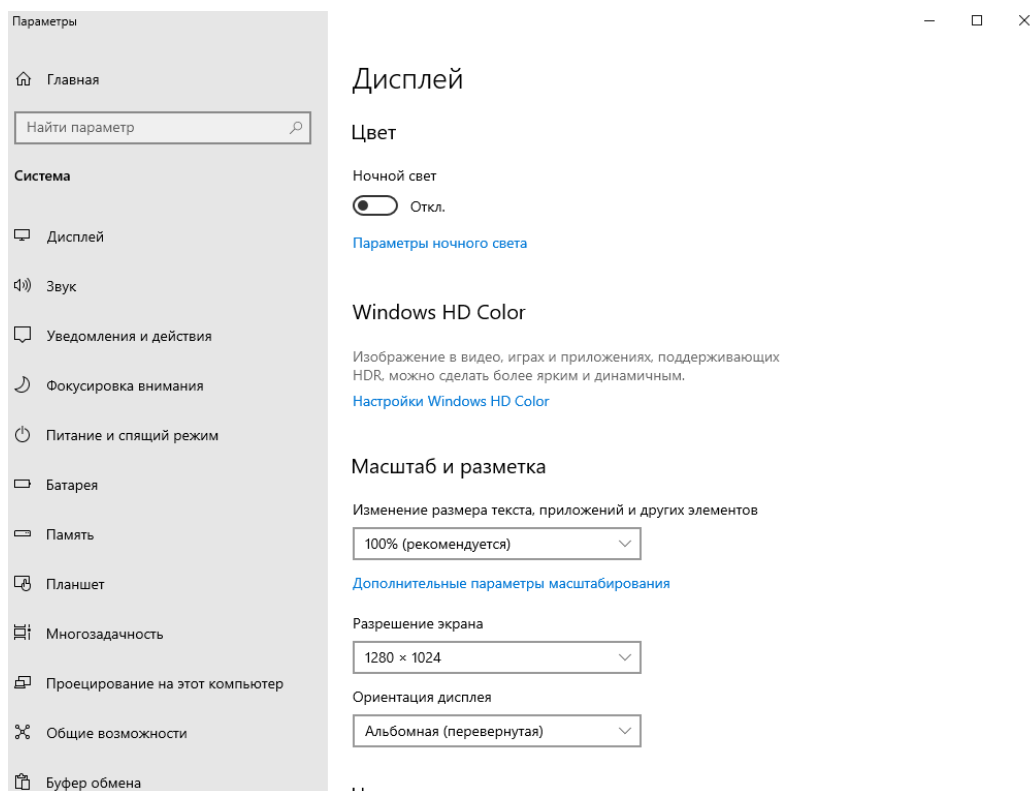 Параметры
Главная
Найти параметр
Система
Дисплей
Звук
Уведомления и действия
Фокусировка внимания
Питание и спящий режим
Батарея
Память
Планшет
Многозадачность
Проецирование на этот компьютер
Общие возможности
Буфер обмена
Дисплей
Цвет
Ночной свет
Откл.
Параметры ночного света
Windows HD Color
Изображение в видео, играх и приложениях, поддерживающих
HDR, можно сделать более ярким и динамичным.
Настройки Windows HD Color
Масштаб и разметка
Изменение размера текста, приложений и других элементов
100% (рекомендуется)
Дополнительные параметры масштабирования
Разрешение экрана
1280 × 1024
Ориентация дисплея
Альбомная (перевернутая)